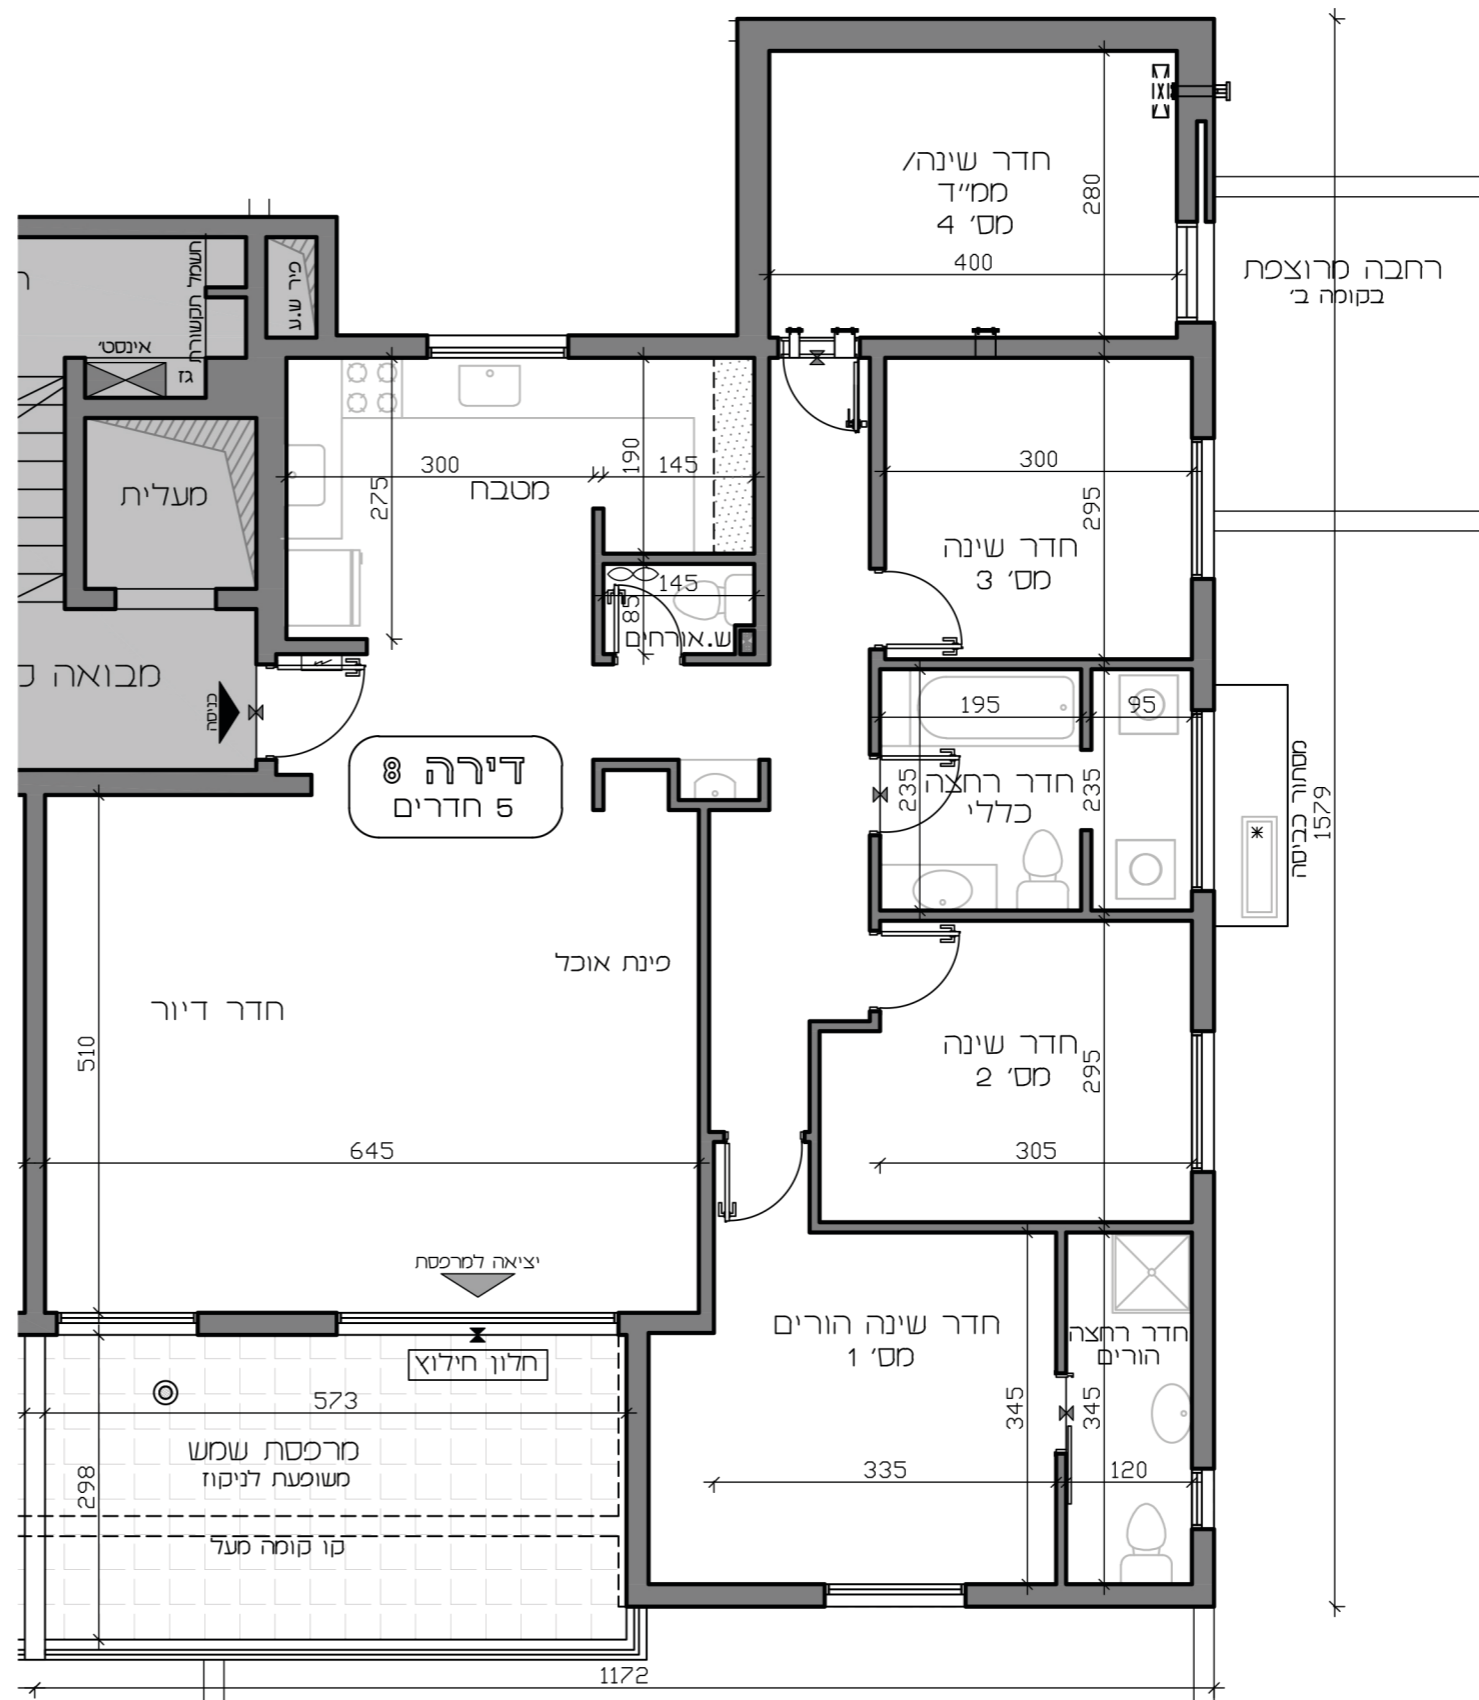 חדר שינה/
ממ״ד
מס׳ 4
280
400
רחבה מרוצפת
בקומה ב׳
חשמל
תקשורת
פיר ש.ע
אינסט׳
גז
מעלית
300
מטבח
275
190
145
145
85
ש.אורחים
300
295
חדר שינה
מס׳ 3
מבואה
כניסה
דירה 8
5 חדרים
195
95
חדר רחצה
כללי
235
235
מסתור כביסה
1579
פינת אוכל
חדר דיור
510
645
חדר שינה
מס׳ 2
295
305
יציאה למרפסת
חלון חילוץ
573
מרפסת שמש
משופעת לניקוז
298
קו קומה מעל
חדר שינה הורים
מס׳ 1
345
335
חדר רחצה
הורים
345
120
1172